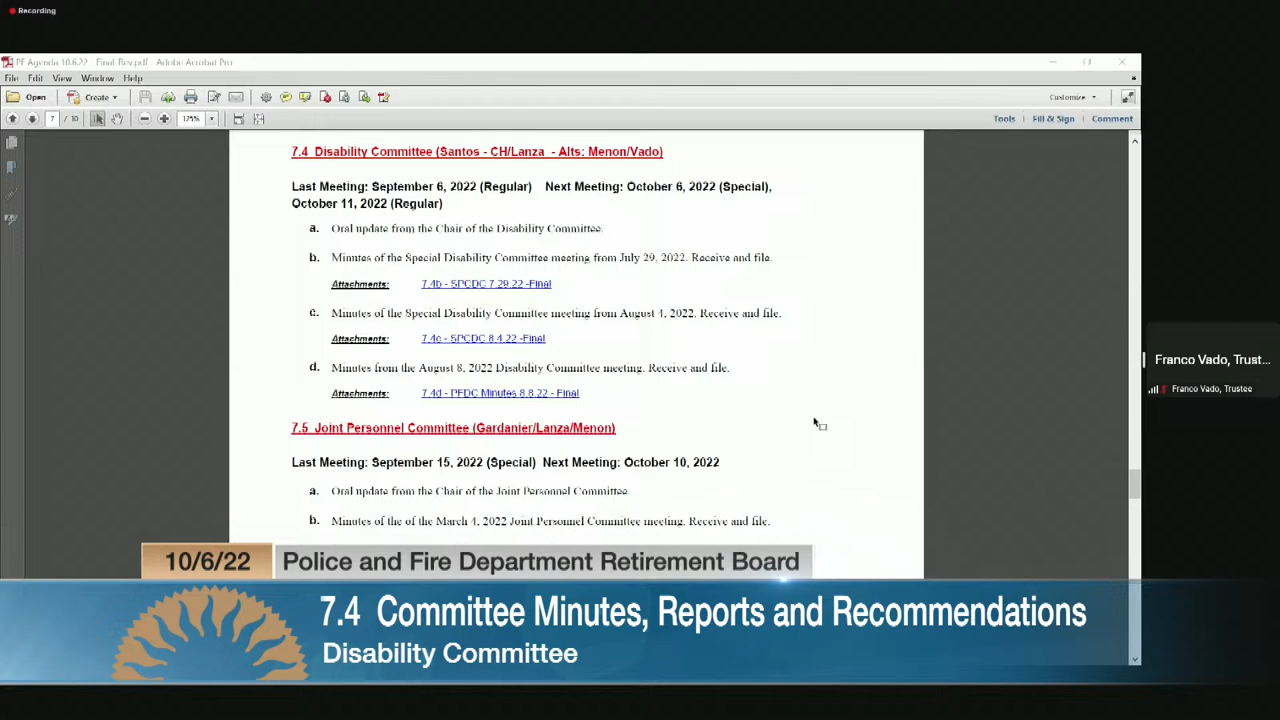 Recording
PF Agenda 10.6.22 - Final Rev.pdf - Adobe Acrobat Pro
File Edit View Window Help
Open Create Customize
7 / 10 125% Tools Fill & Sign Comment
7.4 Disability Committee (Santos - CH/Lanza - Alts: Menon/Vado)
Last Meeting: September 6, 2022 (Regular) Next Meeting: October 6, 2022 (Special),
October 11, 2022 (Regular)
a. Oral update from the Chair of the Disability Committee.
b. Minutes of the Special Disability Committee meeting from July 29, 2022. Receive and file.
Attachments: 7.4b - SPCDC 7.29.22 -Final
c. Minutes of the Special Disability Committee meeting from August 4, 2022. Receive and file.
Attachments: 7.4c - SPCDC 8.4.22 -Final
d. Minutes from the August 8, 2022 Disability Committee meeting. Receive and file.
Attachments: 7.4d - PFDC Minutes 8.8.22 - Final
7.5 Joint Personnel Committee (Gardanier/Lanza/Menon)
Last Meeting: September 15, 2022 (Special) Next Meeting: October 10, 2022
a. Oral update from the Chair of the Joint Personnel Committee.
b. Minutes of the of the March 4, 2022 Joint Personnel Committee meeting. Receive and file.
Franco Vado, Trust...
Franco Vado, Trustee
10/6/22 Police and Fire Department Retirement Board
7.4 Committee Minutes, Reports and Recommendations
Disability Committee